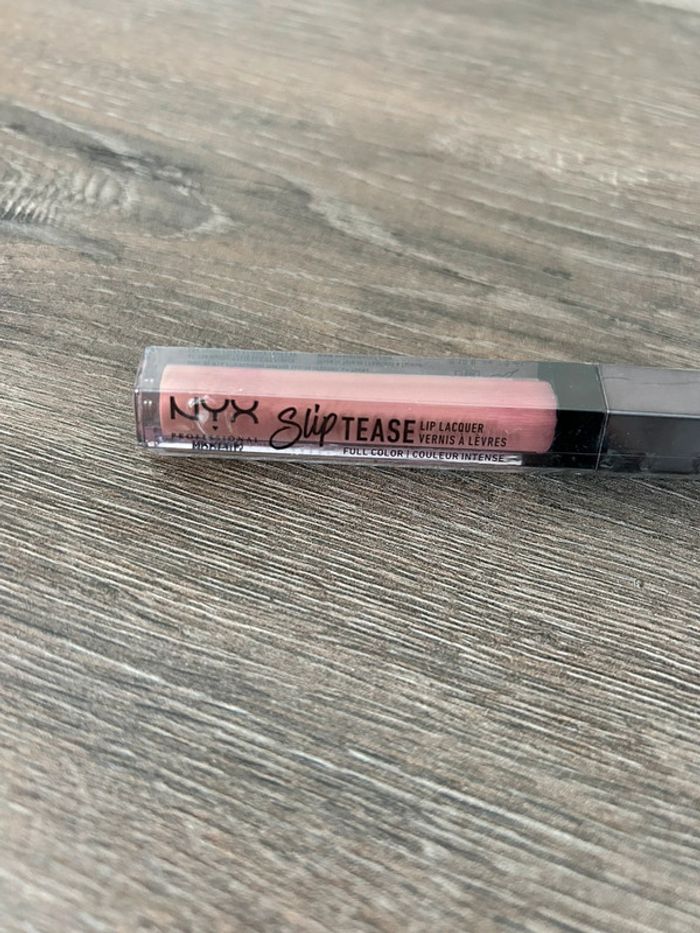 NYX
PROFESSIONAL
MAKEUP
Slip TEASE
LIP LACQUER
VERNIS À LÈVRES
FULL COLOR | COULEUR INTENSE